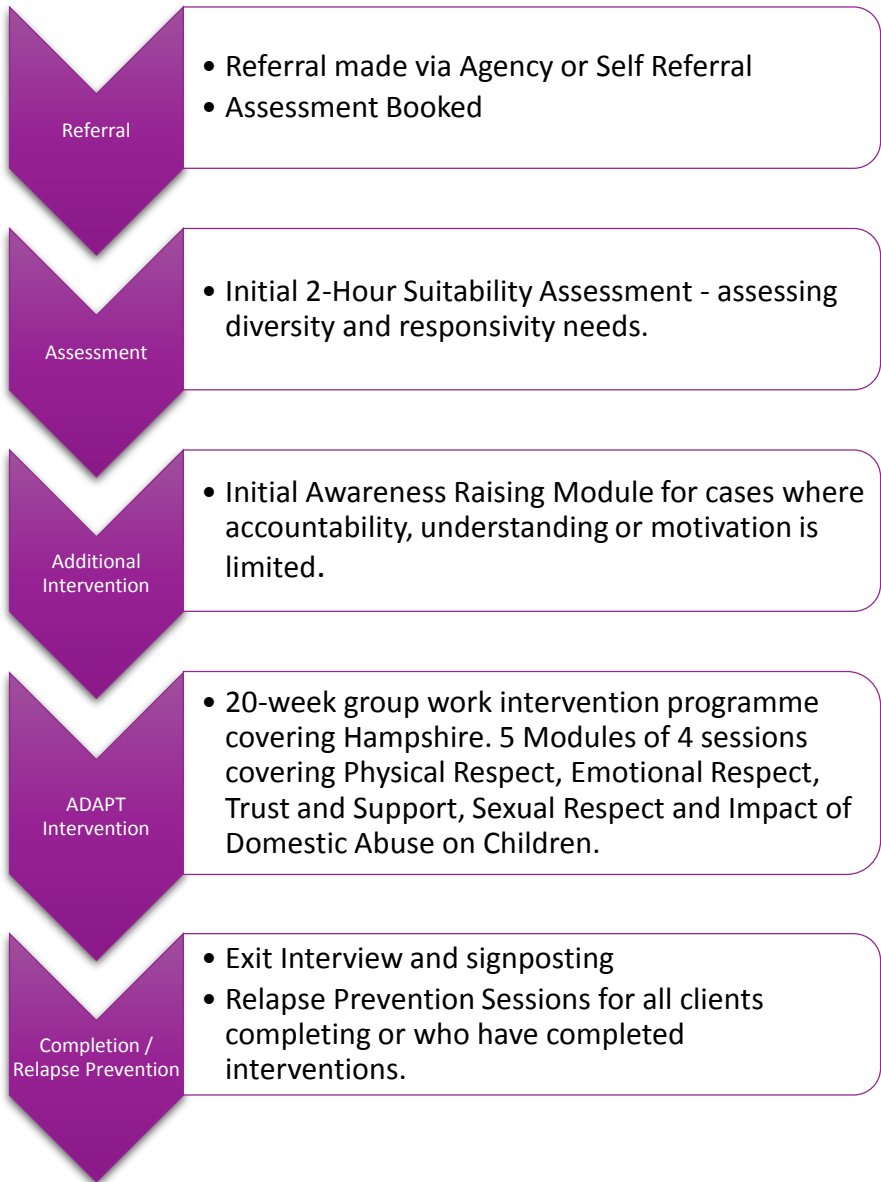 Referral
• Referral made via Agency or Self Referral
• Assessment Booked
Assessment
• Initial 2-Hour Suitability Assessment - assessing
diversity and responsivity needs.
Additional
Intervention
• Initial Awareness Raising Module for cases where
accountability, understanding or motivation is
limited.
ADAPT
Intervention
• 20-week group work intervention programme
covering Hampshire. 5 Modules of 4 sessions
covering Physical Respect, Emotional Respect,
Trust and Support, Sexual Respect and Impact of
Domestic Abuse on Children.
Completion /
Relapse Prevention
• Exit Interview and signposting
• Relapse Prevention Sessions for all clients
completing or who have completed
interventions.